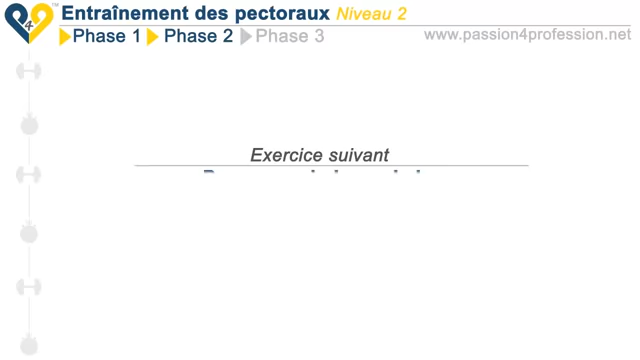 Entraînement des pectoraux Niveau 2
Phase 1 Phase 2 Phase 3
www.passion4profession.net
Exercice suivant